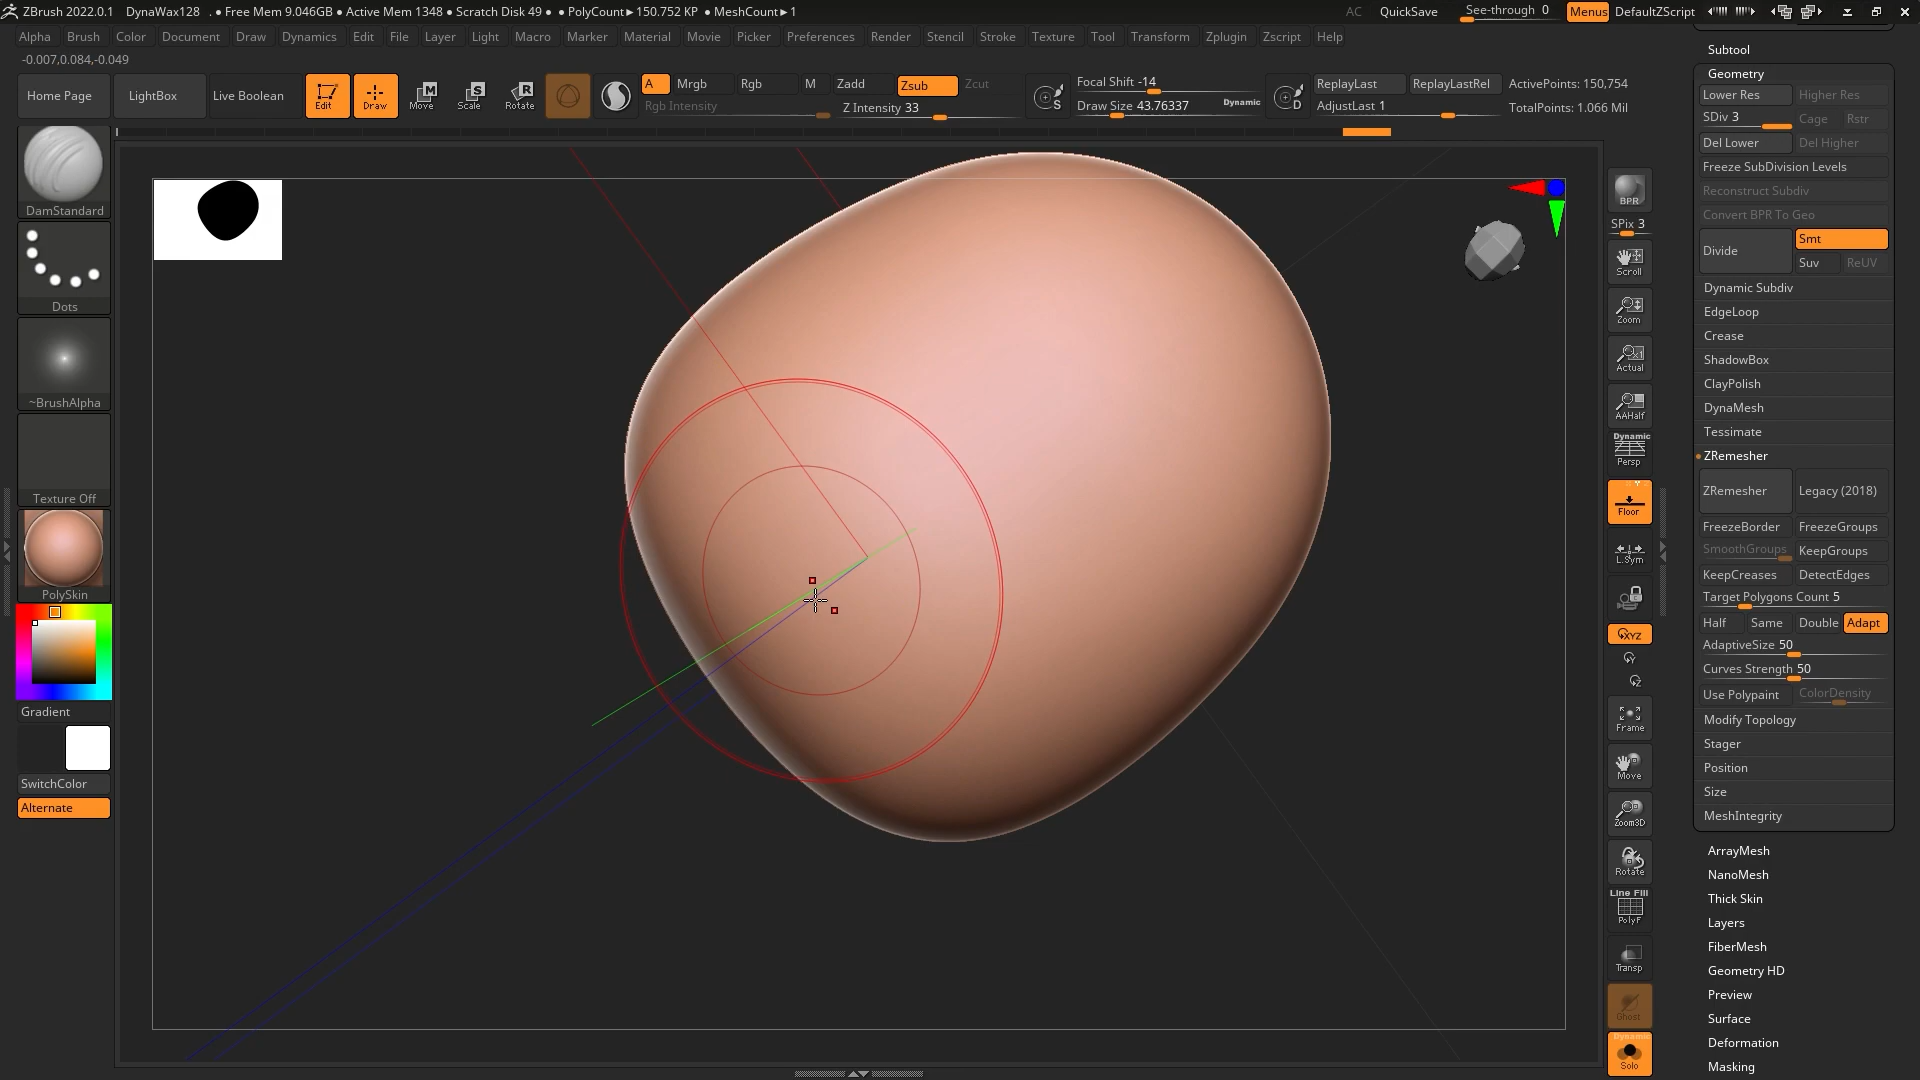 ZBrush 2022.0.1 DynaWax128 . ● Free Mem 9.046GB ● Active Mem 1348 ● Scratch Disk 49 ● ● PolyCount► 150.752 KP ● MeshCount► 1 AC QuickSave See-through 0 Menus DefaultZScript
Alpha Brush Color Document Draw Dynamics Edit File Layer Light Macro Marker Material Movie Picker Preferences Render Stencil Stroke Texture Tool Transform Zplugin Zscript Help
-0.007,0.084,-0.049
Home Page LightBox Live Boolean Edit Draw Move Scale Rotate
A Mrgb Rgb M Zadd Zsub Zcut
Rgb Intensity Z Intensity 33
Focal Shift -14
Draw Size 43.76337 Dynamic
S D
ReplayLast ReplayLastRel ActivePoints: 150,754
AdjustLast 1 TotalPoints: 1.066 Mil
DamStandard
Dots
~BrushAlpha
Texture Off
PolySkin
Gradient
SwitchColor
Alternate
BPR
SPix 3
Scroll
Zoom
Actual
AAHalf
Dynamic
Persp
Floor
L.Sym
XYZ
Y
Z
Frame
Move
Zoom3D
Rotate
Line Fill
PolyF
Transp
Ghost
Dynamic
Solo
Subtool
Geometry
Lower Res Higher Res
SDiv 3 Cage Rstr
Del Lower Del Higher
Freeze SubDivision Levels
Reconstruct Subdiv
Convert BPR To Geo
Divide Smt
Suv ReUV
Dynamic Subdiv
EdgeLoop
Crease
ShadowBox
ClayPolish
DynaMesh
Tessimate
ZRemesher
ZRemesher Legacy (2018)
FreezeBorder FreezeGroups
SmoothGroups KeepGroups
KeepCreases DetectEdges
Target Polygons Count 5
Half Same Double Adapt
AdaptiveSize 50
Curves Strength 50
Use Polypaint ColorDensity
Modify Topology
Stager
Position
Size
MeshIntegrity
ArrayMesh
NanoMesh
Thick Skin
Layers
FiberMesh
Geometry HD
Preview
Surface
Deformation
Masking